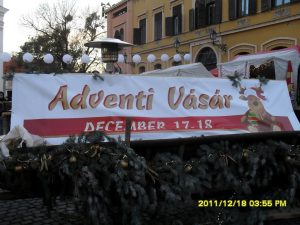 Adventi Vásár
DECEMBER 17-18
2011/12/18 03:55 PM